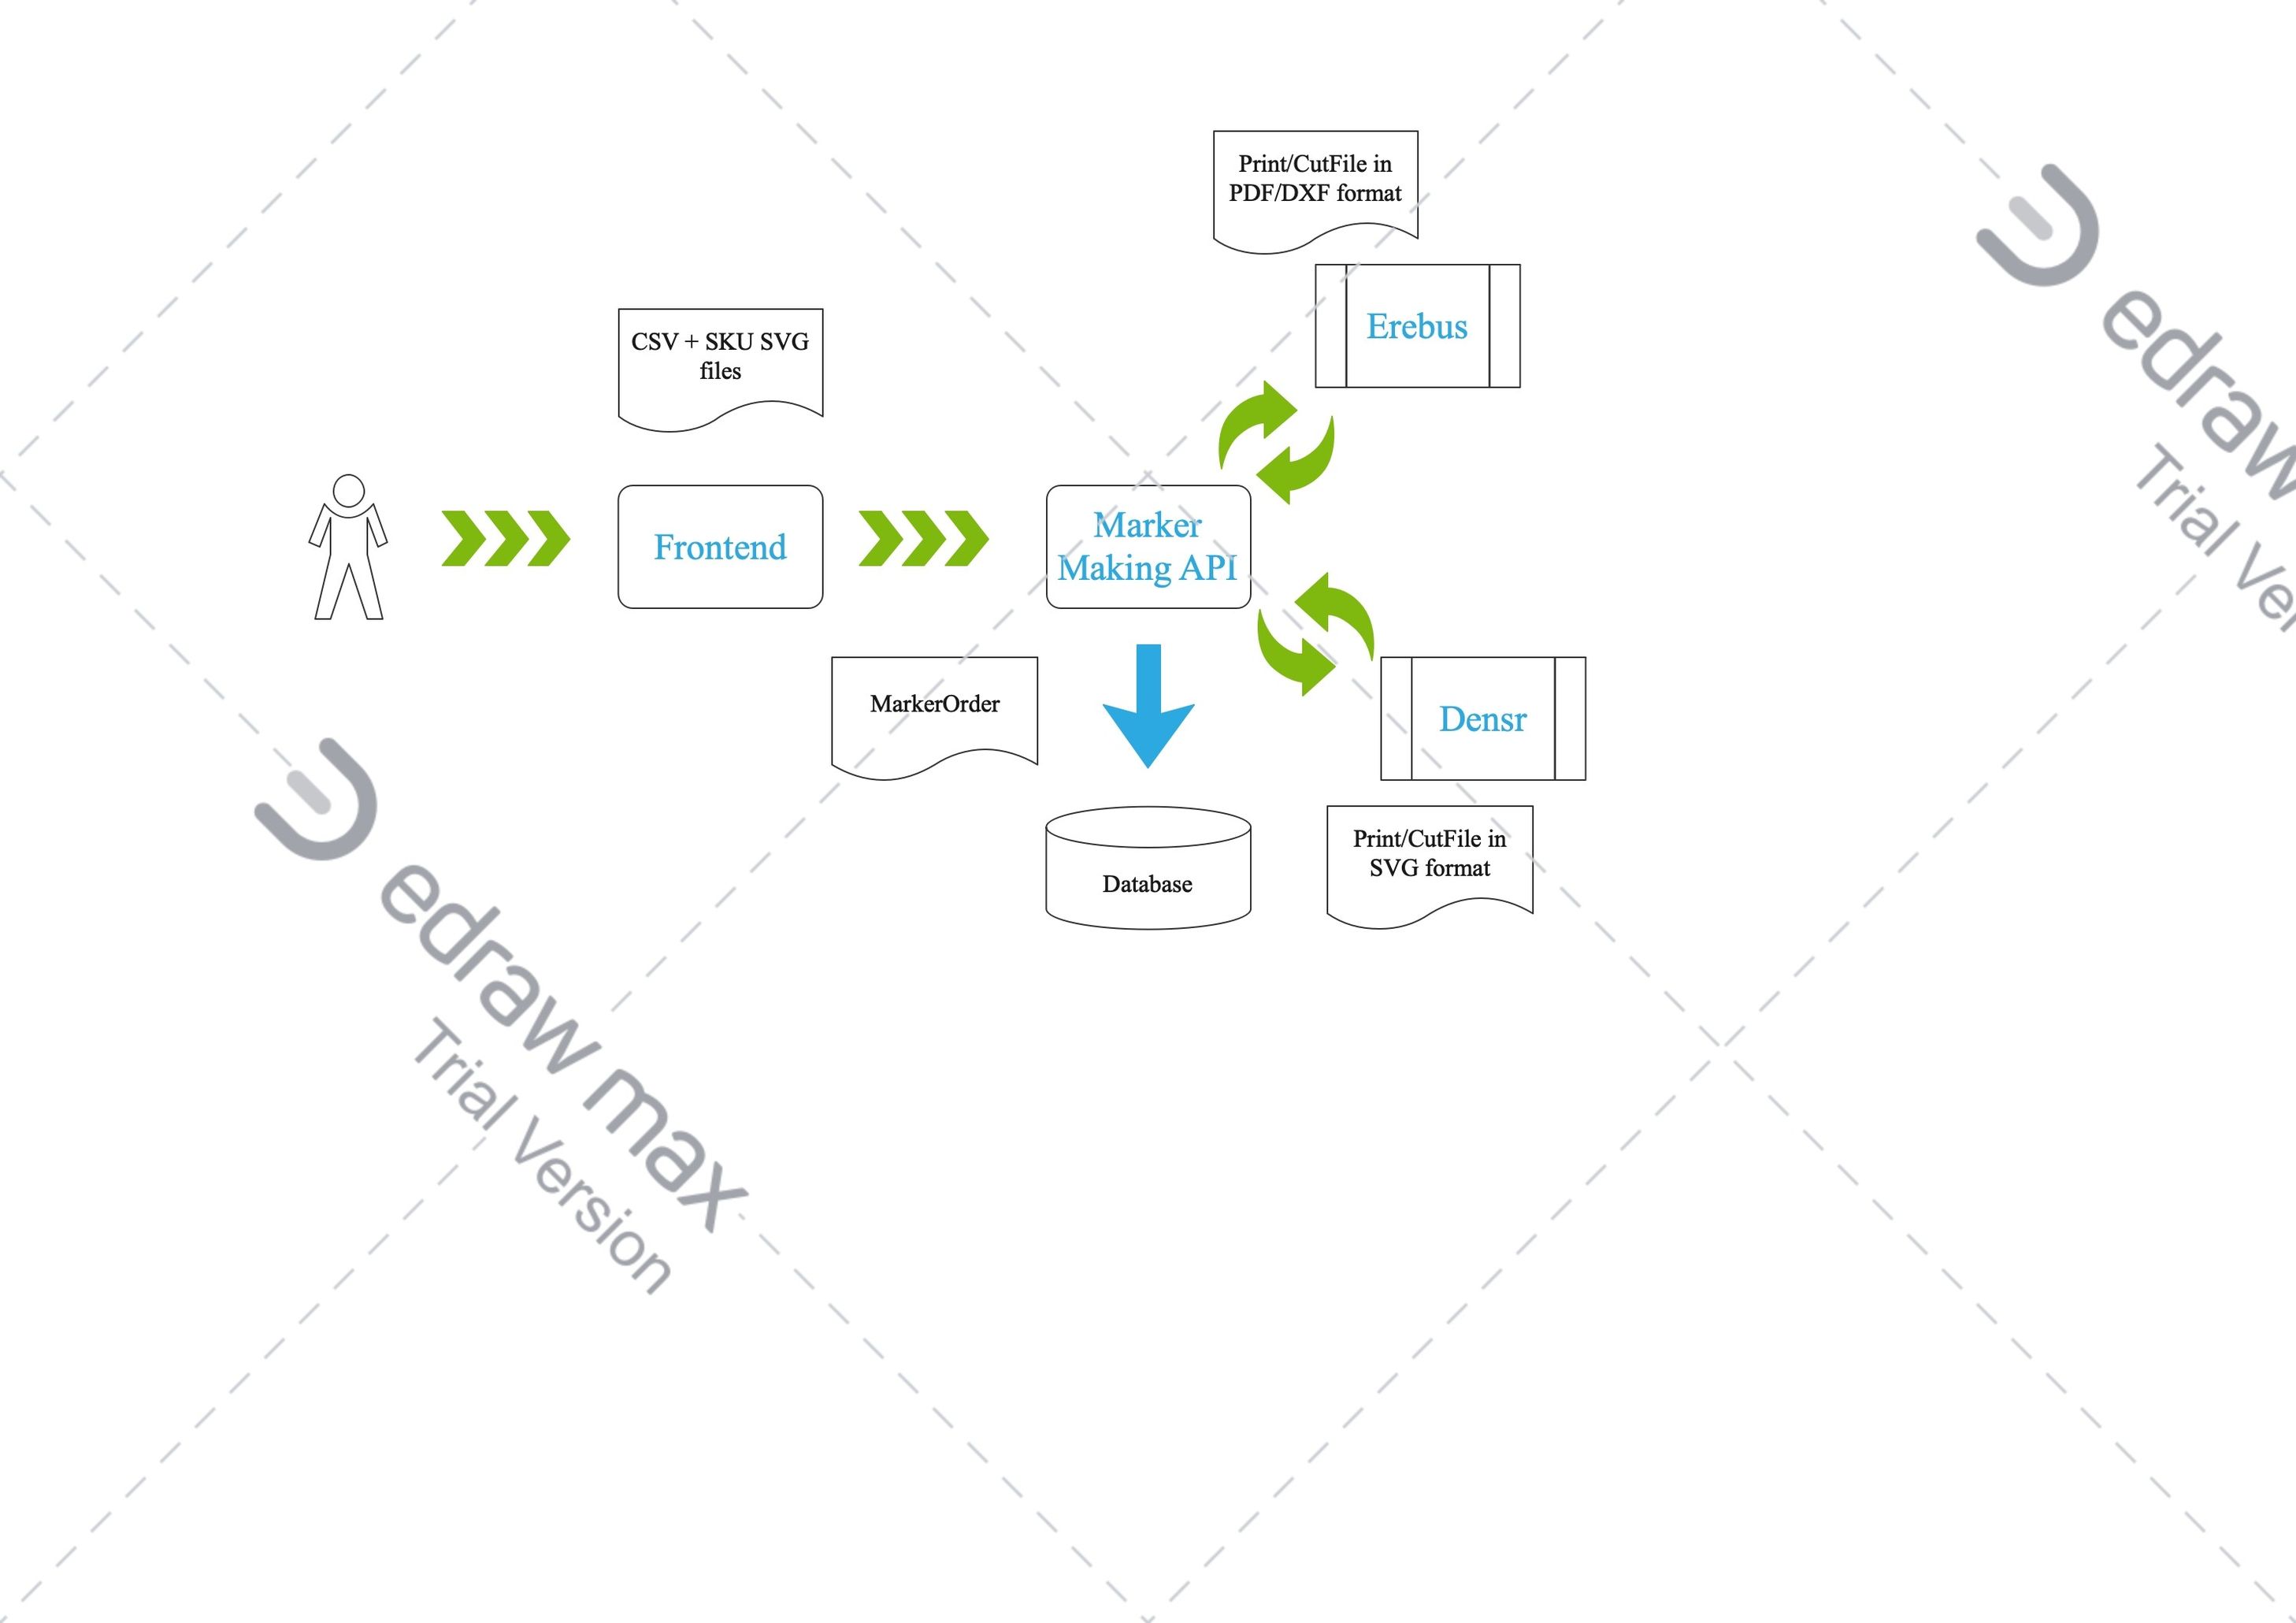 Print/CutFile in
PDF/DXF format
Erebus
CSV + SKU SVG
files
Frontend
Marker
Making API
MarkerOrder
Densr
Database
Print/CutFile in
SVG format
edraw max
Trial Version
edraw
Trial